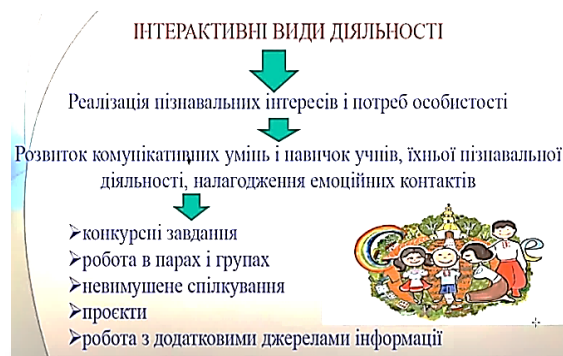 ІНТЕРАКТИВНІ ВИДИ ДІЯЛЬНОСТІ
Реалізація пізнавальних інтересів і потреб особистості
Розвиток комунікативних умінь і навичок учнів, їхньої пізнавальної
діяльності, налагодження емоційних контактів
➢конкурсні завдання
➢робота в парах і групах
➢невимушене спілкування
➢проєкти
➢робота з додатковими джерелами інформації